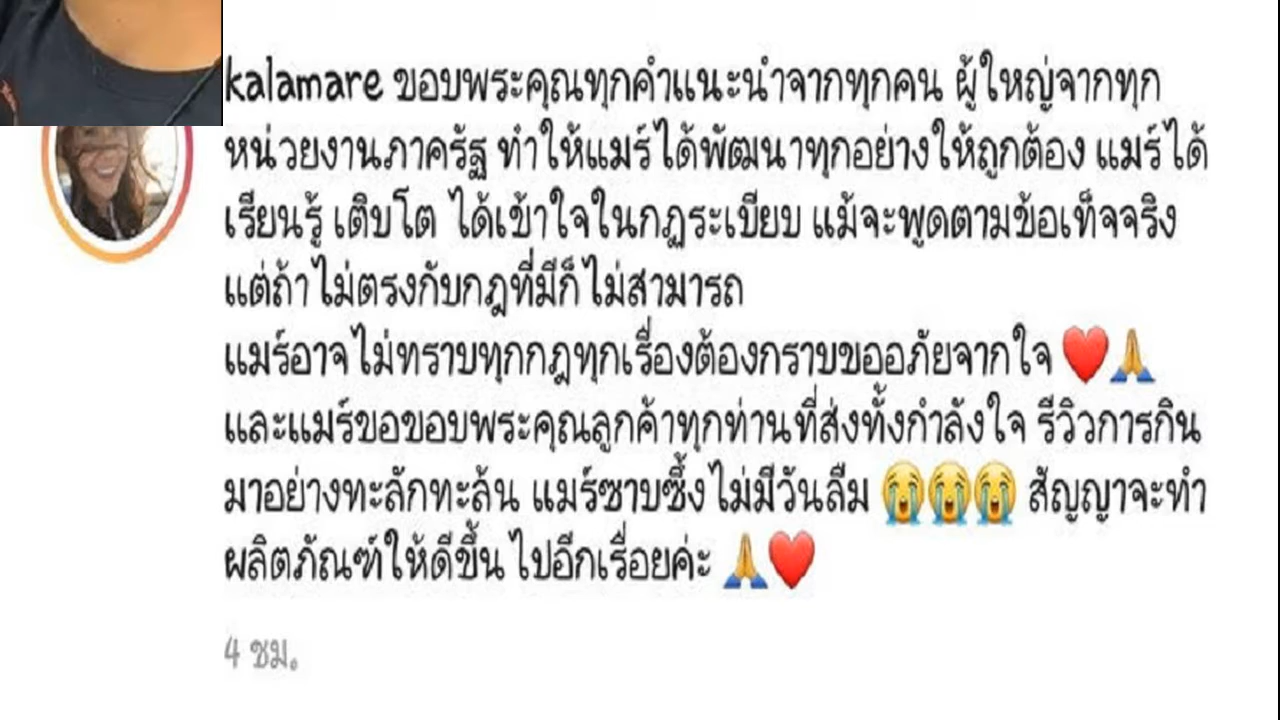 kalamare ขอบพระคุณทุกคำแนะนำจากทุกคน ผู้ใหญ่จากทุก
หน่วยงานภาครัฐ ทำให้แมร์ได้พัฒนาทุกอย่างให้ถูกต้อง แมร์ได้
เรียนรู้ เติบโต ได้เข้าใจในกฏระเบียบ แม้จะพูดตามข้อเท็จจริง
แต่ถ้าไม่ตรงกับกฎที่มีก็ไม่สามารถ
แมร์อาจไม่ทราบทุกกฎทุกเรื่องต้องกราบขออภัยจากใจ ❤️🙏
และแมร์ขอขอบพระคุณลูกค้าทุกท่านที่ส่งทั้งกำลังใจ รีวิวการกิน
มาอย่างทะลักทะล้น แมร์ซาบซึ้งไม่มีวันลืม 😭😭😭 สัญญาจะทำ
ผลิตภัณฑ์ให้ดีขึ้น ไปอีกเรื่อยค่ะ 🙏❤️
4 ชม.